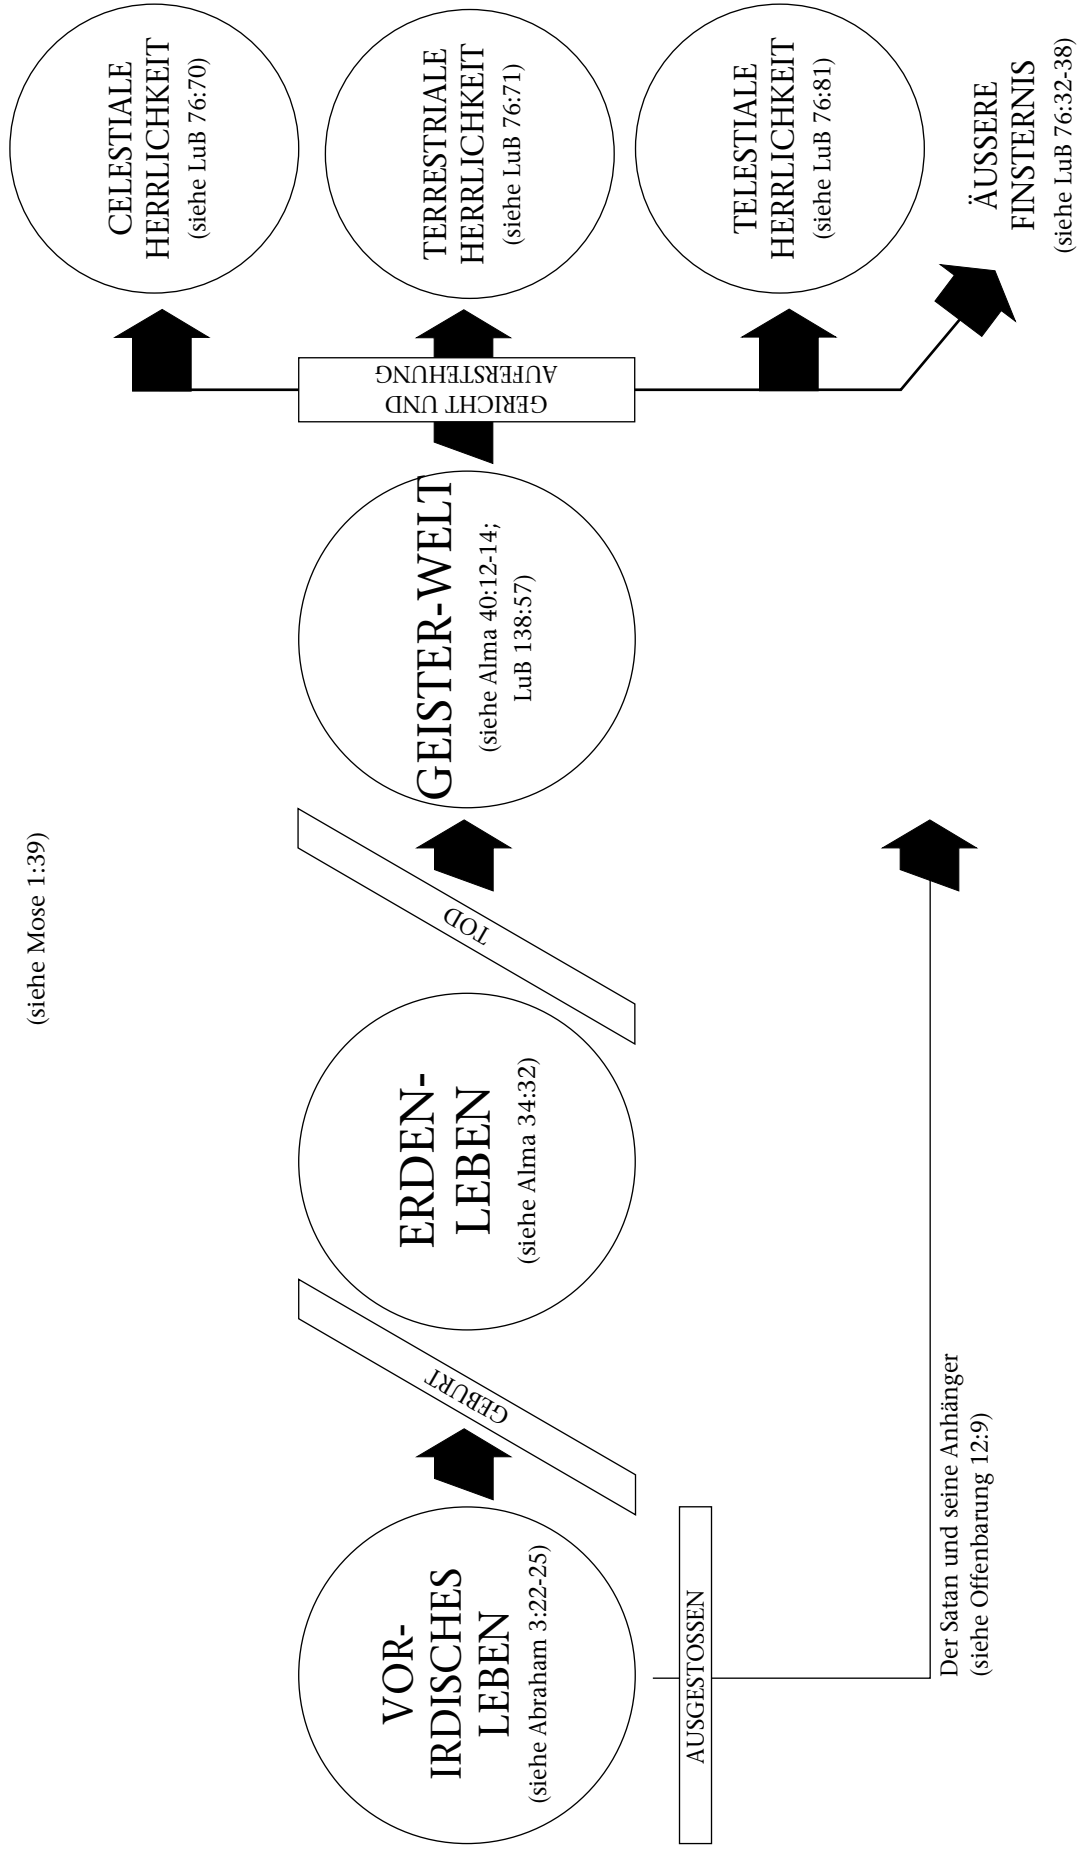 (siehe Mose 1:39)
VOR-
IRDISCHES
LEBEN
(siehe Abraham 3:22-25)
GEBURT
ERDEN-
LEBEN
(siehe Alma 34:32)
TOD
GEISTER-WELT
(siehe Alma 40:12-14;
LuB 138:57)
GERICHT UND
AUFERSTEHUNG
CELESTIALE
HERRLICHKEIT
(siehe LuB 76:70)
TERRESTRIALE
HERRLICHKEIT
(siehe LuB 76:71)
TELESTIALE
HERRLICHKEIT
(siehe LuB 76:81)
ÄUSSERE
FINSTERNIS
(siehe LuB 76:32-38)
AUSGESTOSSEN
Der Satan und seine Anhänger
(siehe Offenbarung 12:9)